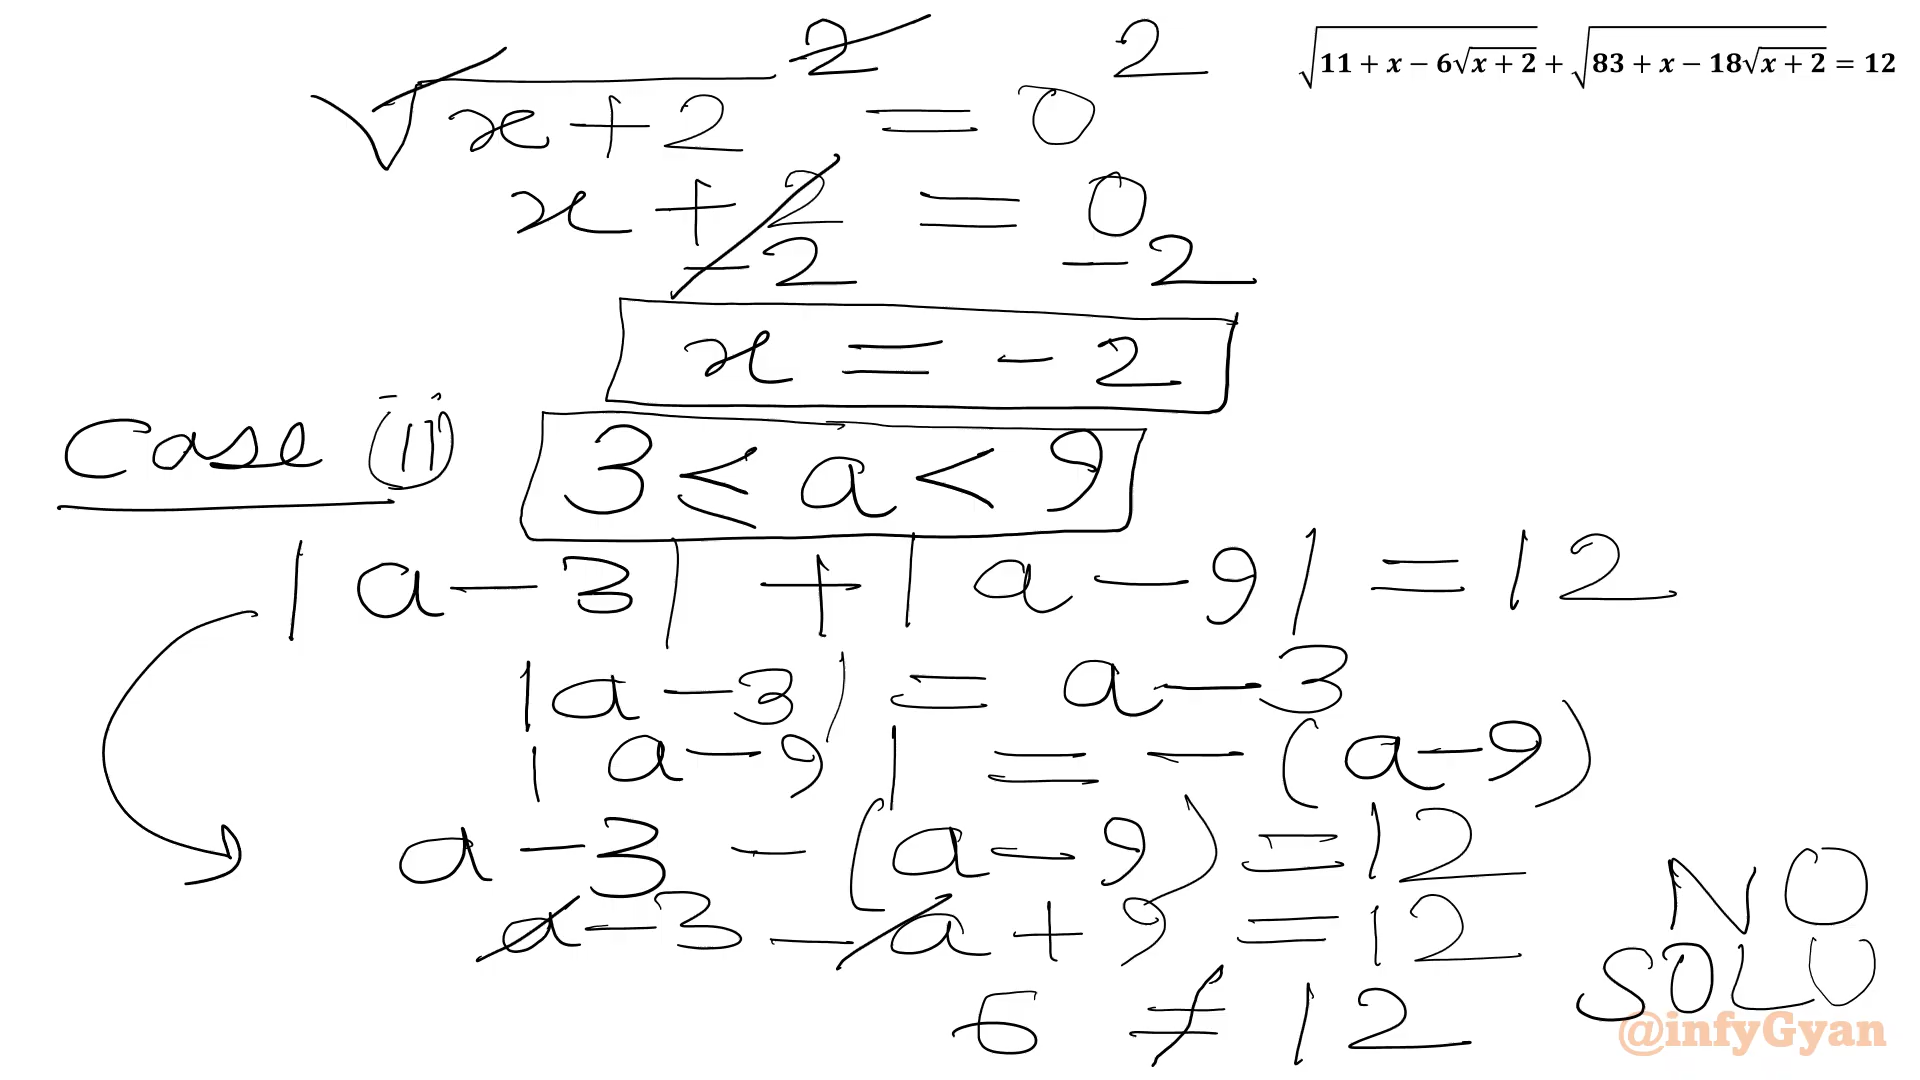 √(11 + x − 6√(x + 2)) + √(83 + x − 18√(x + 2)) = 12
√(x+2)² = 0²
x + 2 = 0
-2 -2
x = -2
Case (ii) 3 ≤ a < 9
|a - 3| + |a - 9| = 12
|a - 3| = a - 3
|a - 9| = - (a - 9)
a - 3 - (a - 9) = 12
a - 3 - a + 9 = 12
6 ≠ 12
NO
SOLU
@infyGyan